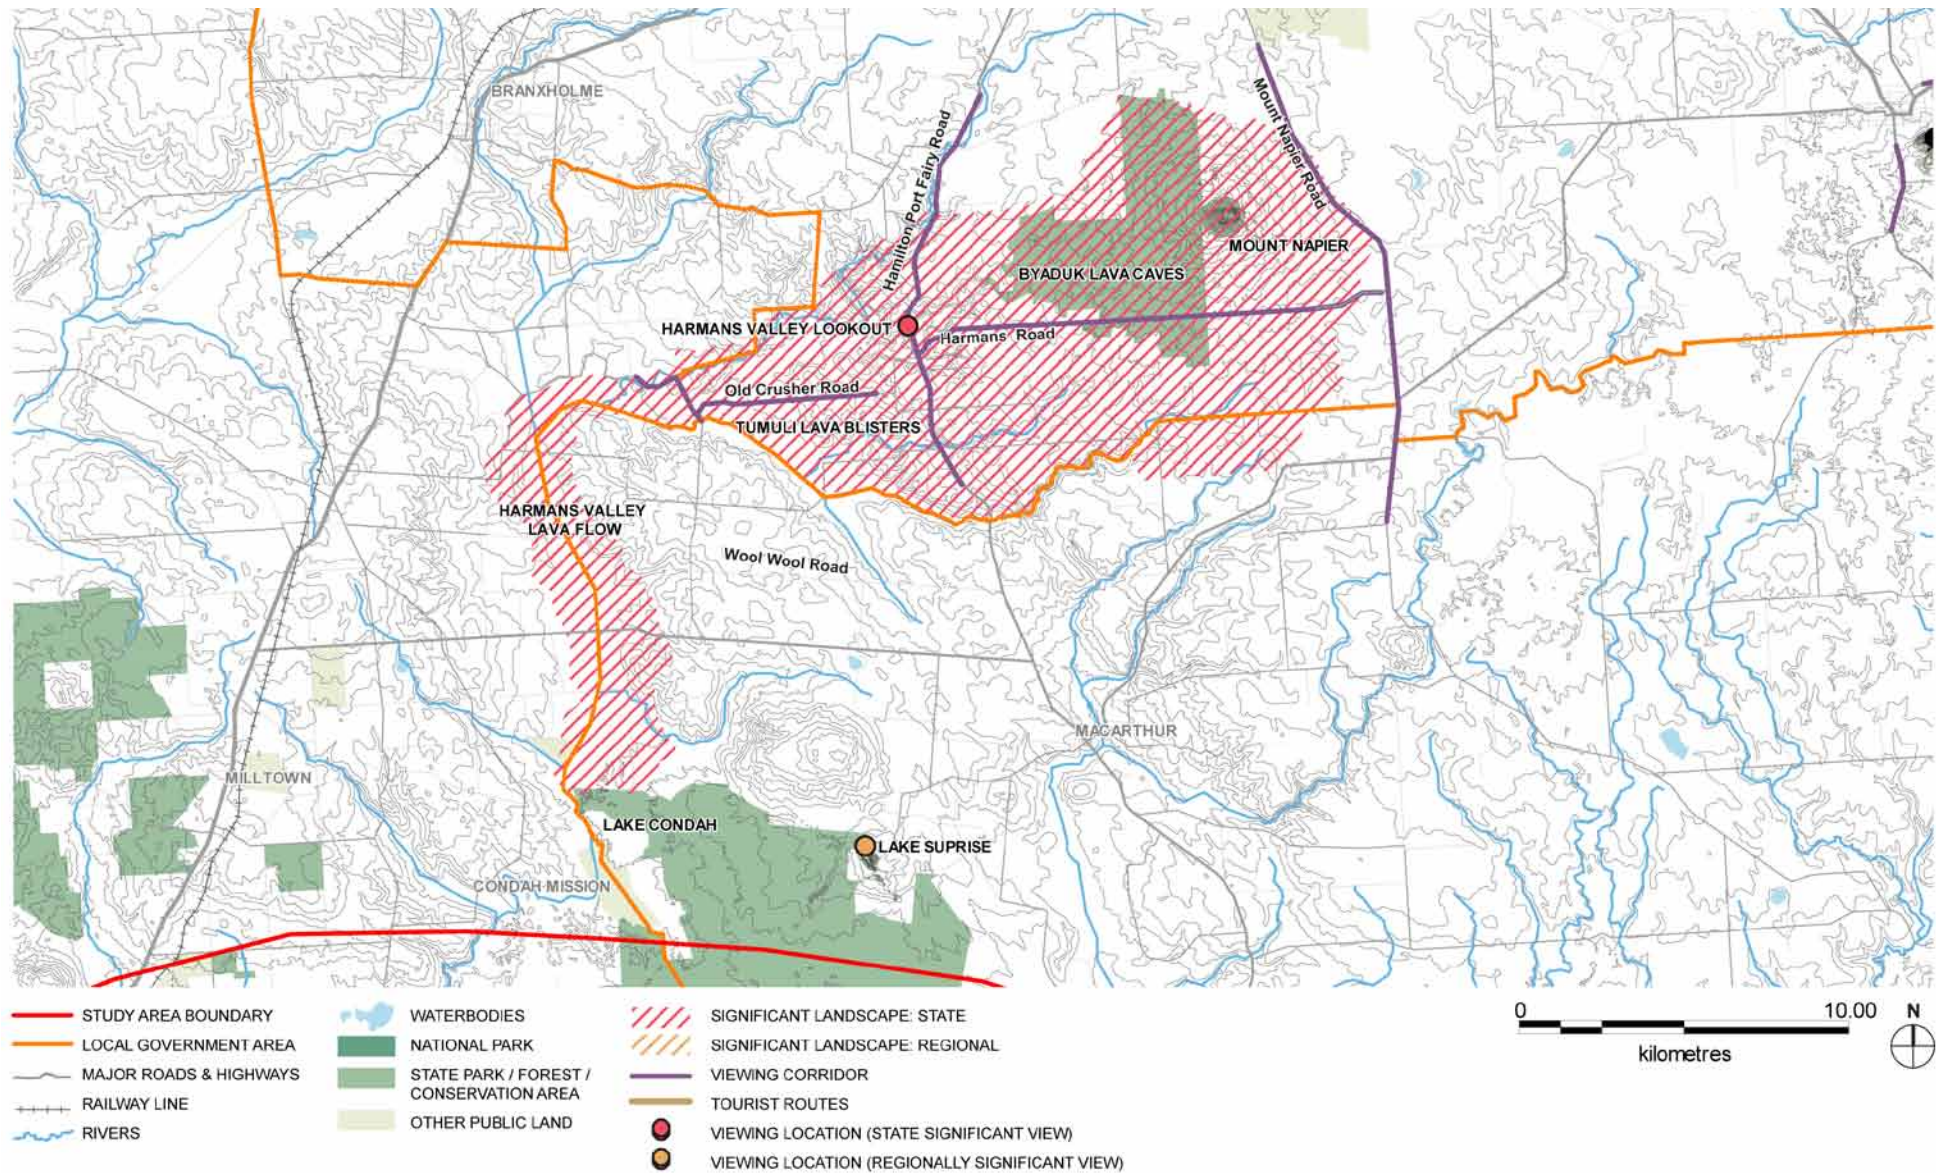 BRANXHOLME
Hamilton Port Fairy Road
Mount Napier Road
MOUNT NAPIER
BYADUK LAVA CAVES
HARMANS VALLEY LOOKOUT
Harmans Road
Old Crusher Road
TUMULI LAVA BLISTERS
HARMANS VALLEY
LAVA FLOW
Wool Wool Road
MACARTHUR
MILLTOWN
LAKE CONDAH
LAKE SUPRISE
CONDAH MISSION
STUDY AREA BOUNDARY
LOCAL GOVERNMENT AREA
MAJOR ROADS & HIGHWAYS
RAILWAY LINE
RIVERS
WATERBODIES
NATIONAL PARK
STATE PARK / FOREST /
CONSERVATION AREA
OTHER PUBLIC LAND
SIGNIFICANT LANDSCAPE: STATE
SIGNIFICANT LANDSCAPE: REGIONAL
VIEWING CORRIDOR
TOURIST ROUTES
VIEWING LOCATION (STATE SIGNIFICANT VIEW)
VIEWING LOCATION (REGIONALLY SIGNIFICANT VIEW)
0 10.00
kilometres
N